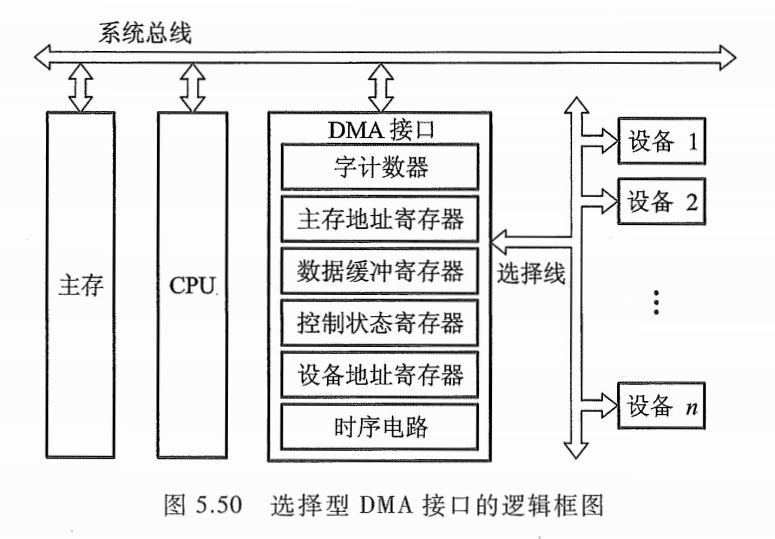 系统总线
主存
CPU
DMA 接口
字计数器
主存地址寄存器
数据缓冲寄存器
控制状态寄存器
设备地址寄存器
时序电路
选择线
设备 1
设备 2
⋮
设备 n
图 5.50 选择型 DMA 接口的逻辑框图